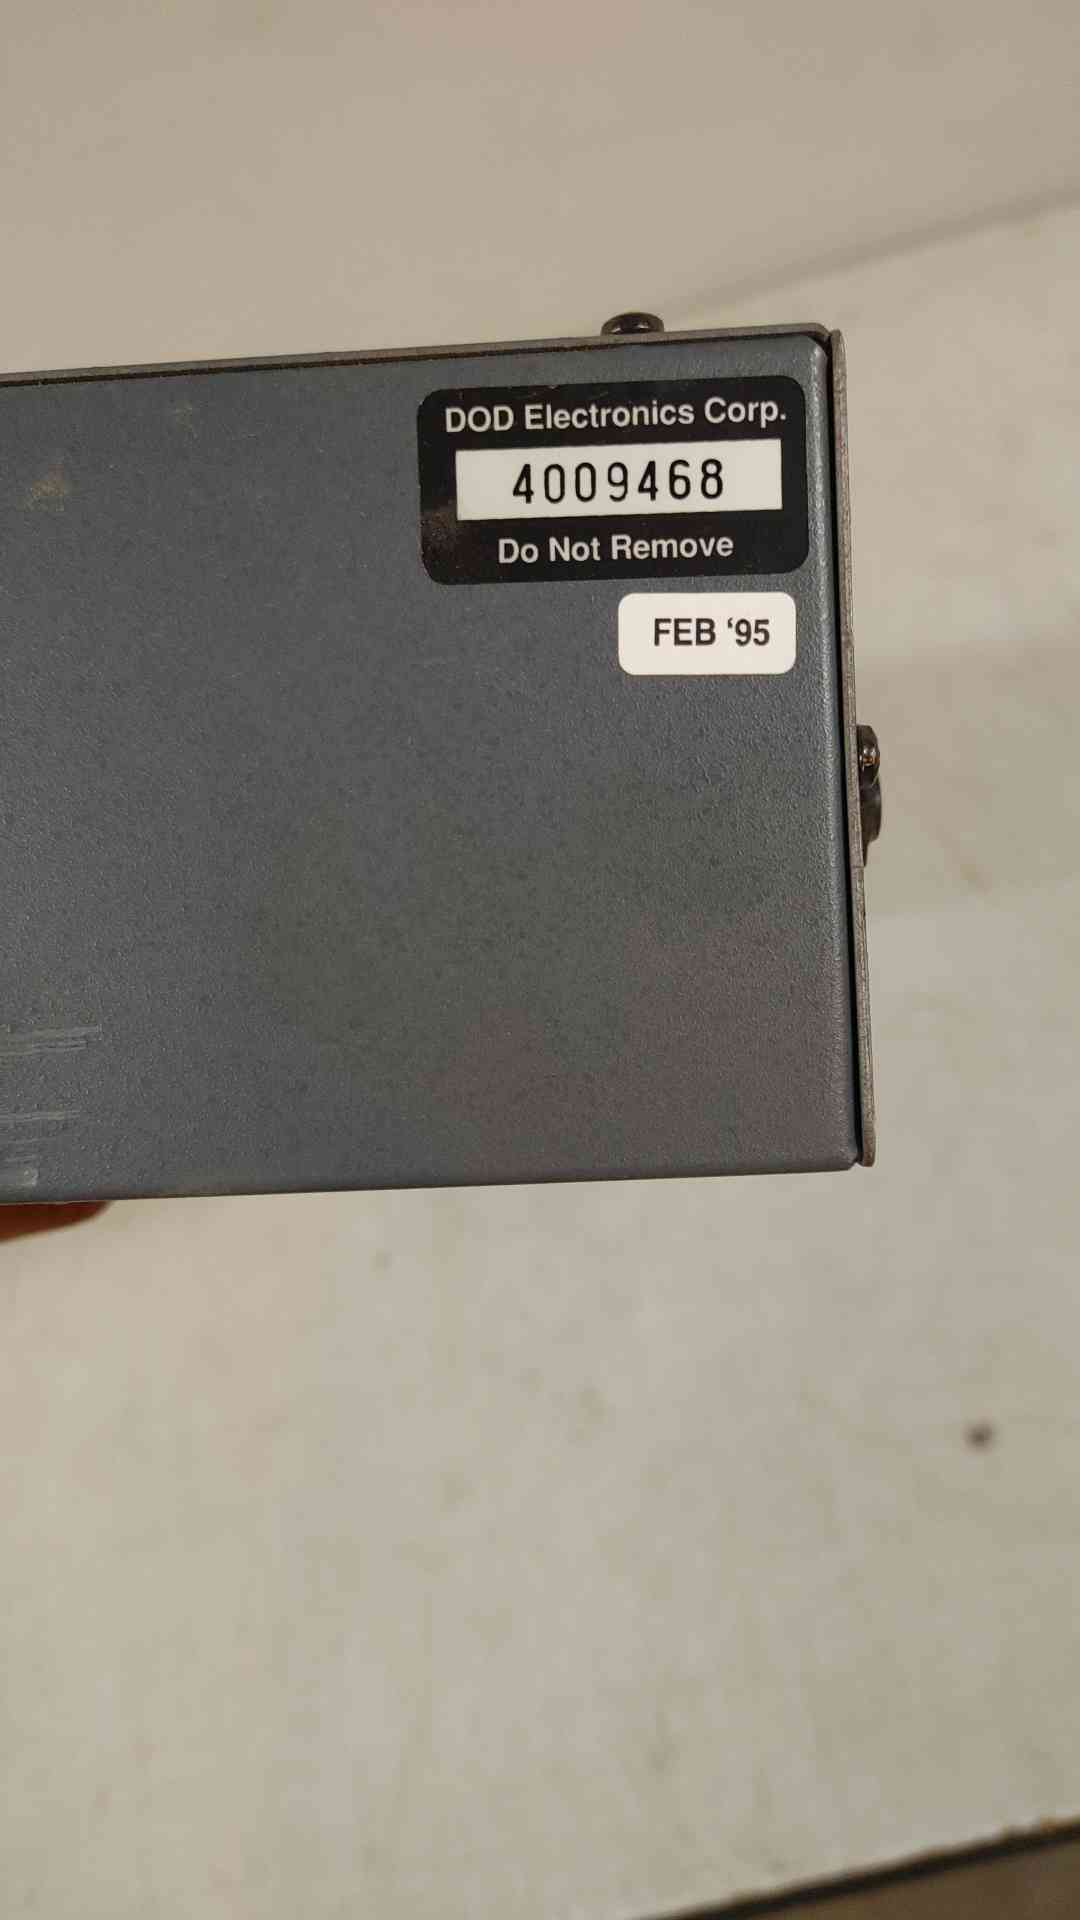 DOD Electronics Corp.
4009468
Do Not Remove
FEB ‘95